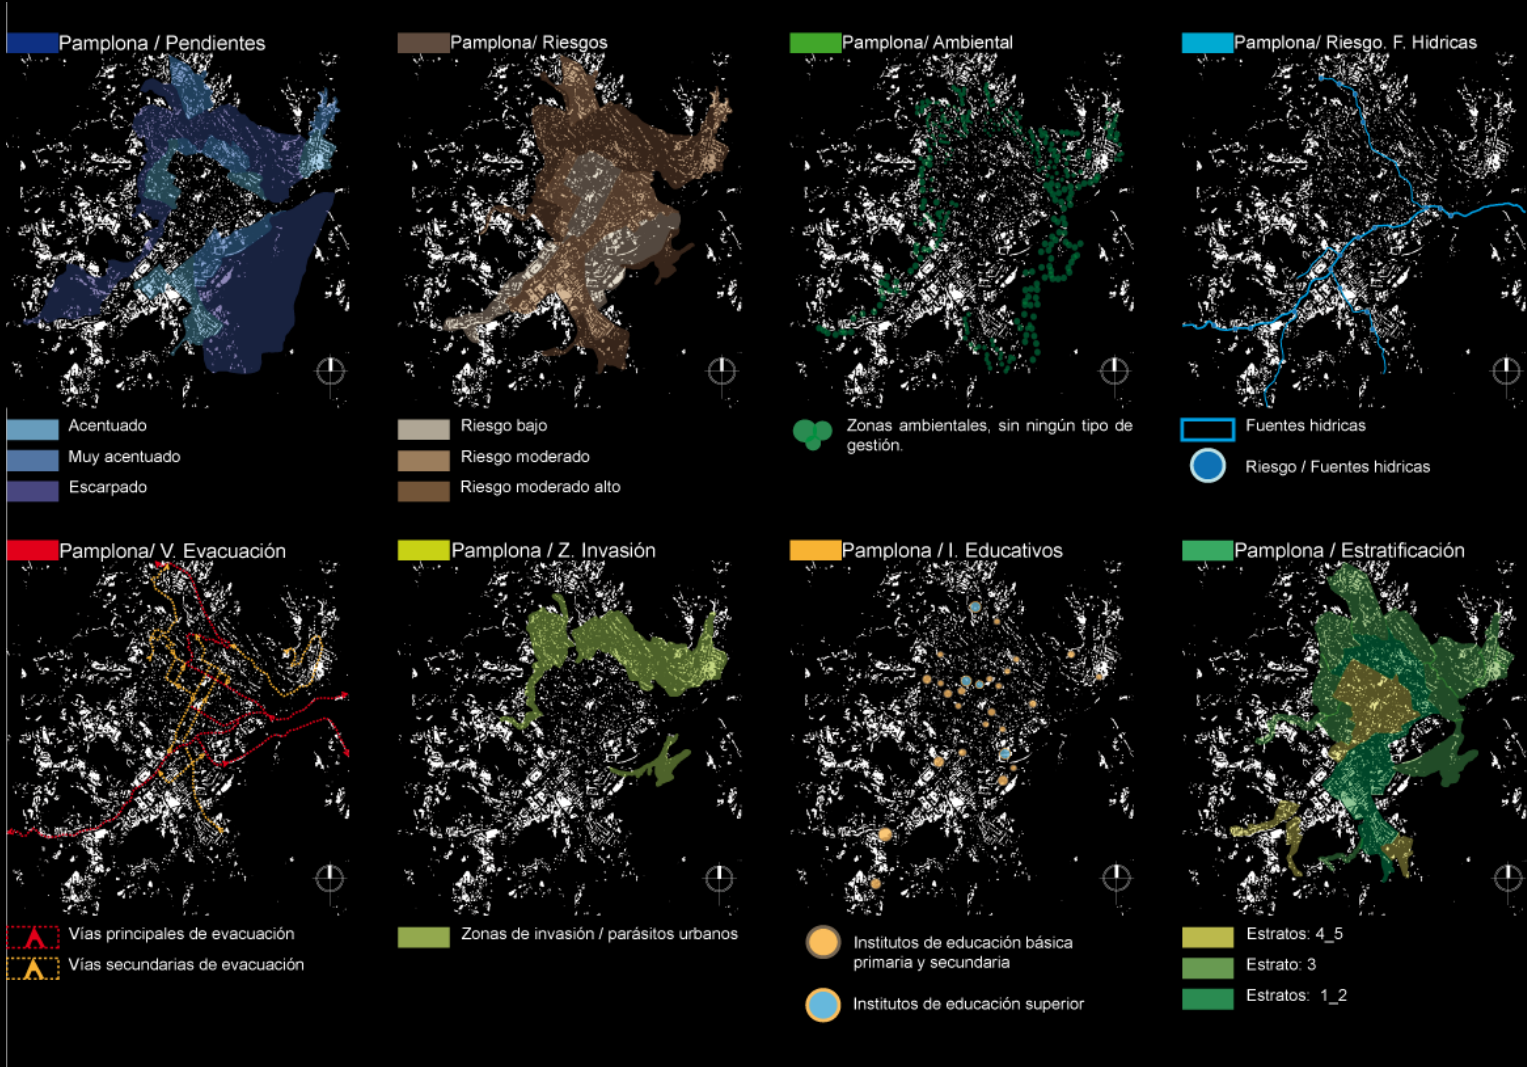 Pamplona / Pendientes
Pamplona/ Riesgos
Pamplona/ Ambiental
Pamplona/ Riesgo. F. Hidricas
Acentuado
Muy acentuado
Escarpado
Riesgo bajo
Riesgo moderado
Riesgo moderado alto
Zonas ambientales, sin ningún tipo de
gestión.
Fuentes hidricas
Riesgo / Fuentes hidricas
Pamplona/ V. Evacuación
Pamplona / Z. Invasión
Pamplona / I. Educativos
Pamplona / Estratificación
Vías principales de evacuación
Vías secundarias de evacuación
Zonas de invasión / parásitos urbanos
Institutos de educación básica
primaria y secundaria
Institutos de educación superior
Estratos: 4_5
Estrato: 3
Estratos: 1_2